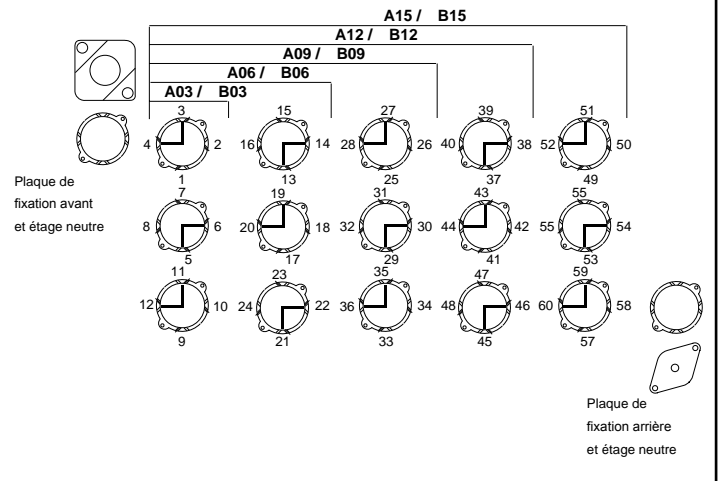 A15 / B15
A12 / B12
A09 / B09
A06 / B06
A03 / B03
3 15 27 39 51
4 2 16 14 28 26 40 38 52 50
1 13 25 37 49
Plaque de
fixation avant
et étage neutre
7 19 31 43 55
8 6 20 18 32 30 44 42 55 54
5 17 29 41 53
11 23 35 47 59
12 10 24 22 36 34 48 46 60 58
9 21 33 45 57
Plaque de
fixation arrière
et étage neutre